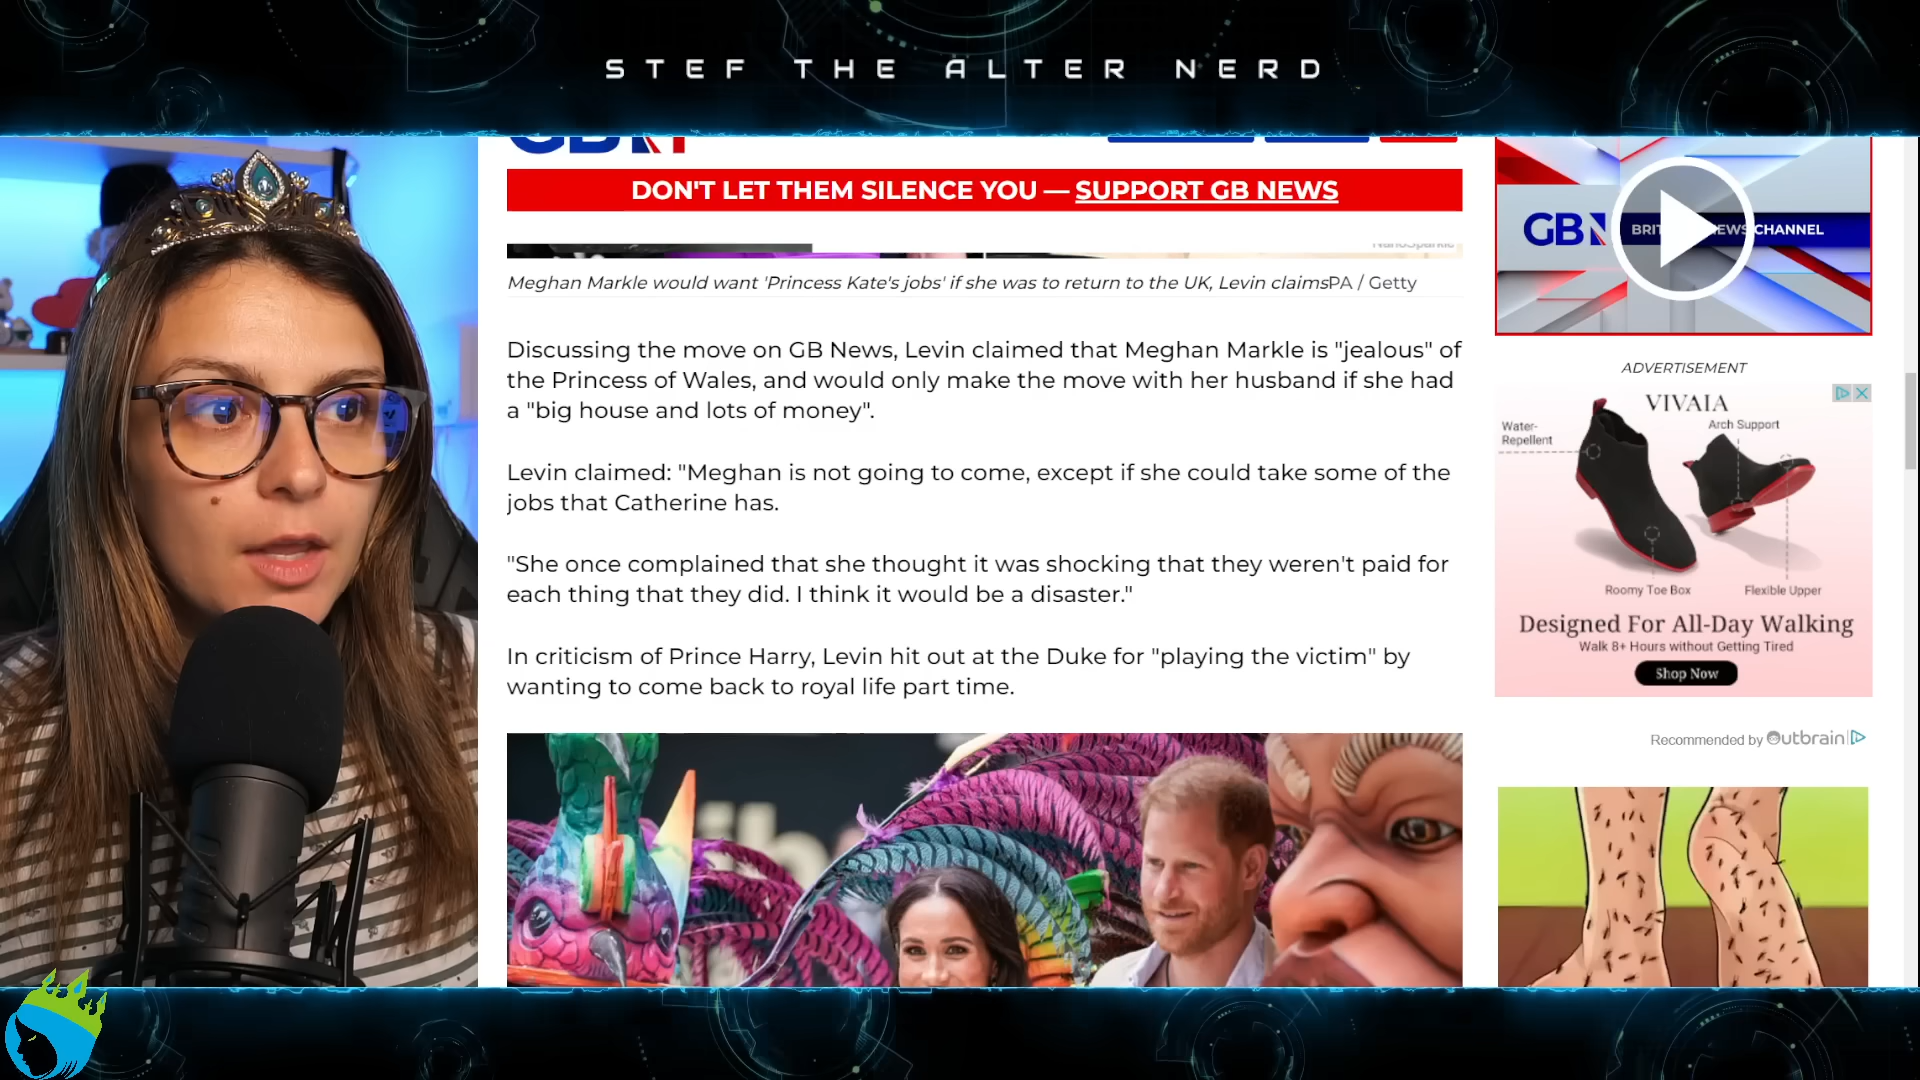 STEF THE ALTER NERD
DON'T LET THEM SILENCE YOU — SUPPORT GB NEWS
Meghan Markle would want 'Princess Kate's jobs' if she was to return to the UK, Levin claimsPA / Getty
Discussing the move on GB News, Levin claimed that Meghan Markle is "jealous" of
the Princess of Wales, and would only make the move with her husband if she had
a "big house and lots of money".
Levin claimed: "Meghan is not going to come, except if she could take some of the
jobs that Catherine has.
"She once complained that she thought it was shocking that they weren't paid for
each thing that they did. I think it would be a disaster."
In criticism of Prince Harry, Levin hit out at the Duke for "playing the victim" by
wanting to come back to royal life part time.
GBN
CHANNEL
ADVERTISEMENT
VIVAIA
Water-
Repellent
Arch Support
Roomy Toe Box
Flexible Upper
Designed For All-Day Walking
Walk 8+ Hours without Getting Tired
Shop Now
Recommended by Outbrain